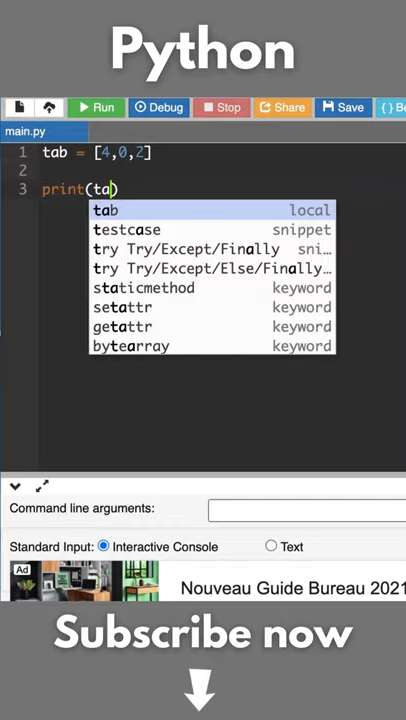 Python
Run Debug Stop Share Save { } Be
main.py
1 tab = [4,0,2]
2
3 print(ta)
tab local
testcase snippet
try Try/Except/Finally sni…
try Try/Except/Else/Finally…
staticmethod keyword
setattr keyword
getattr keyword
bytearray keyword
Command line arguments:
Standard Input: Interactive Console Text
Ad
Nouveau Guide Bureau 2021
Subscribe now